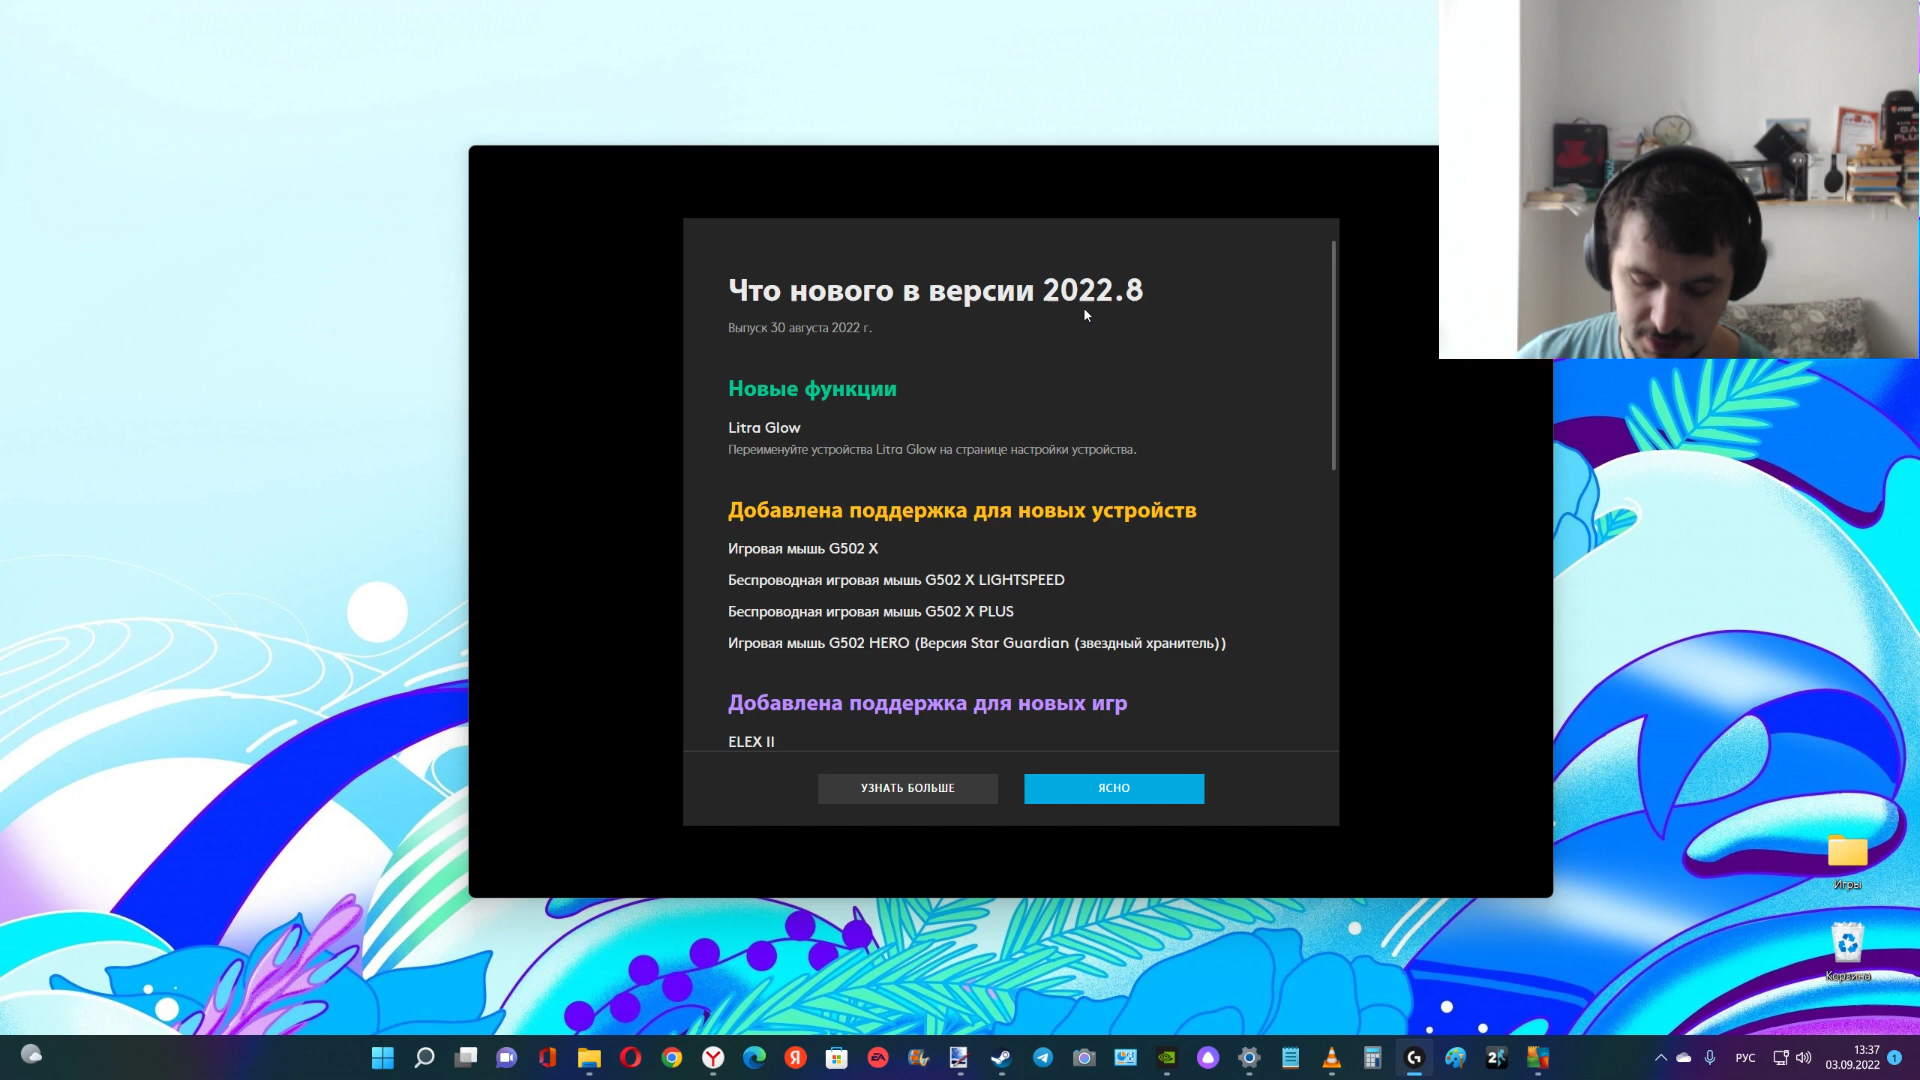 Что нового в версии 2022.8
Выпуск 30 августа 2022 г.
Новые функции
Litra Glow
Переименуйте устройства Litra Glow на странице настройки устройства.
Добавлена поддержка для новых устройств
Игровая мышь G502 X
Беспроводная игровая мышь G502 X LIGHTSPEED
Беспроводная игровая мышь G502 X PLUS
Игровая мышь G502 HERO (Версия Star Guardian (звездный хранитель))
Добавлена поддержка для новых игр
ELEX II
УЗНАТЬ БОЛЬШЕ
ЯСНО
Игры
Корзина
РУС
13:37
03.09.2022
1